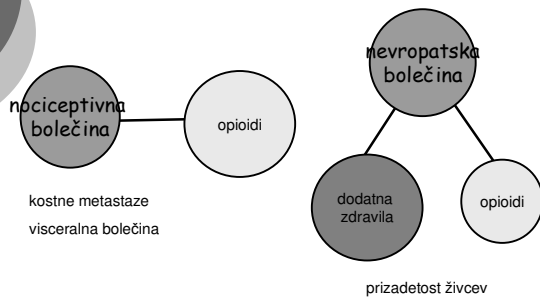 nociceptivna
bolečina
opioidi
kostne metastaze
visceralna bolečina
nevropatska
bolečina
dodatna
zdravila
opioidi
prizadetost živcev